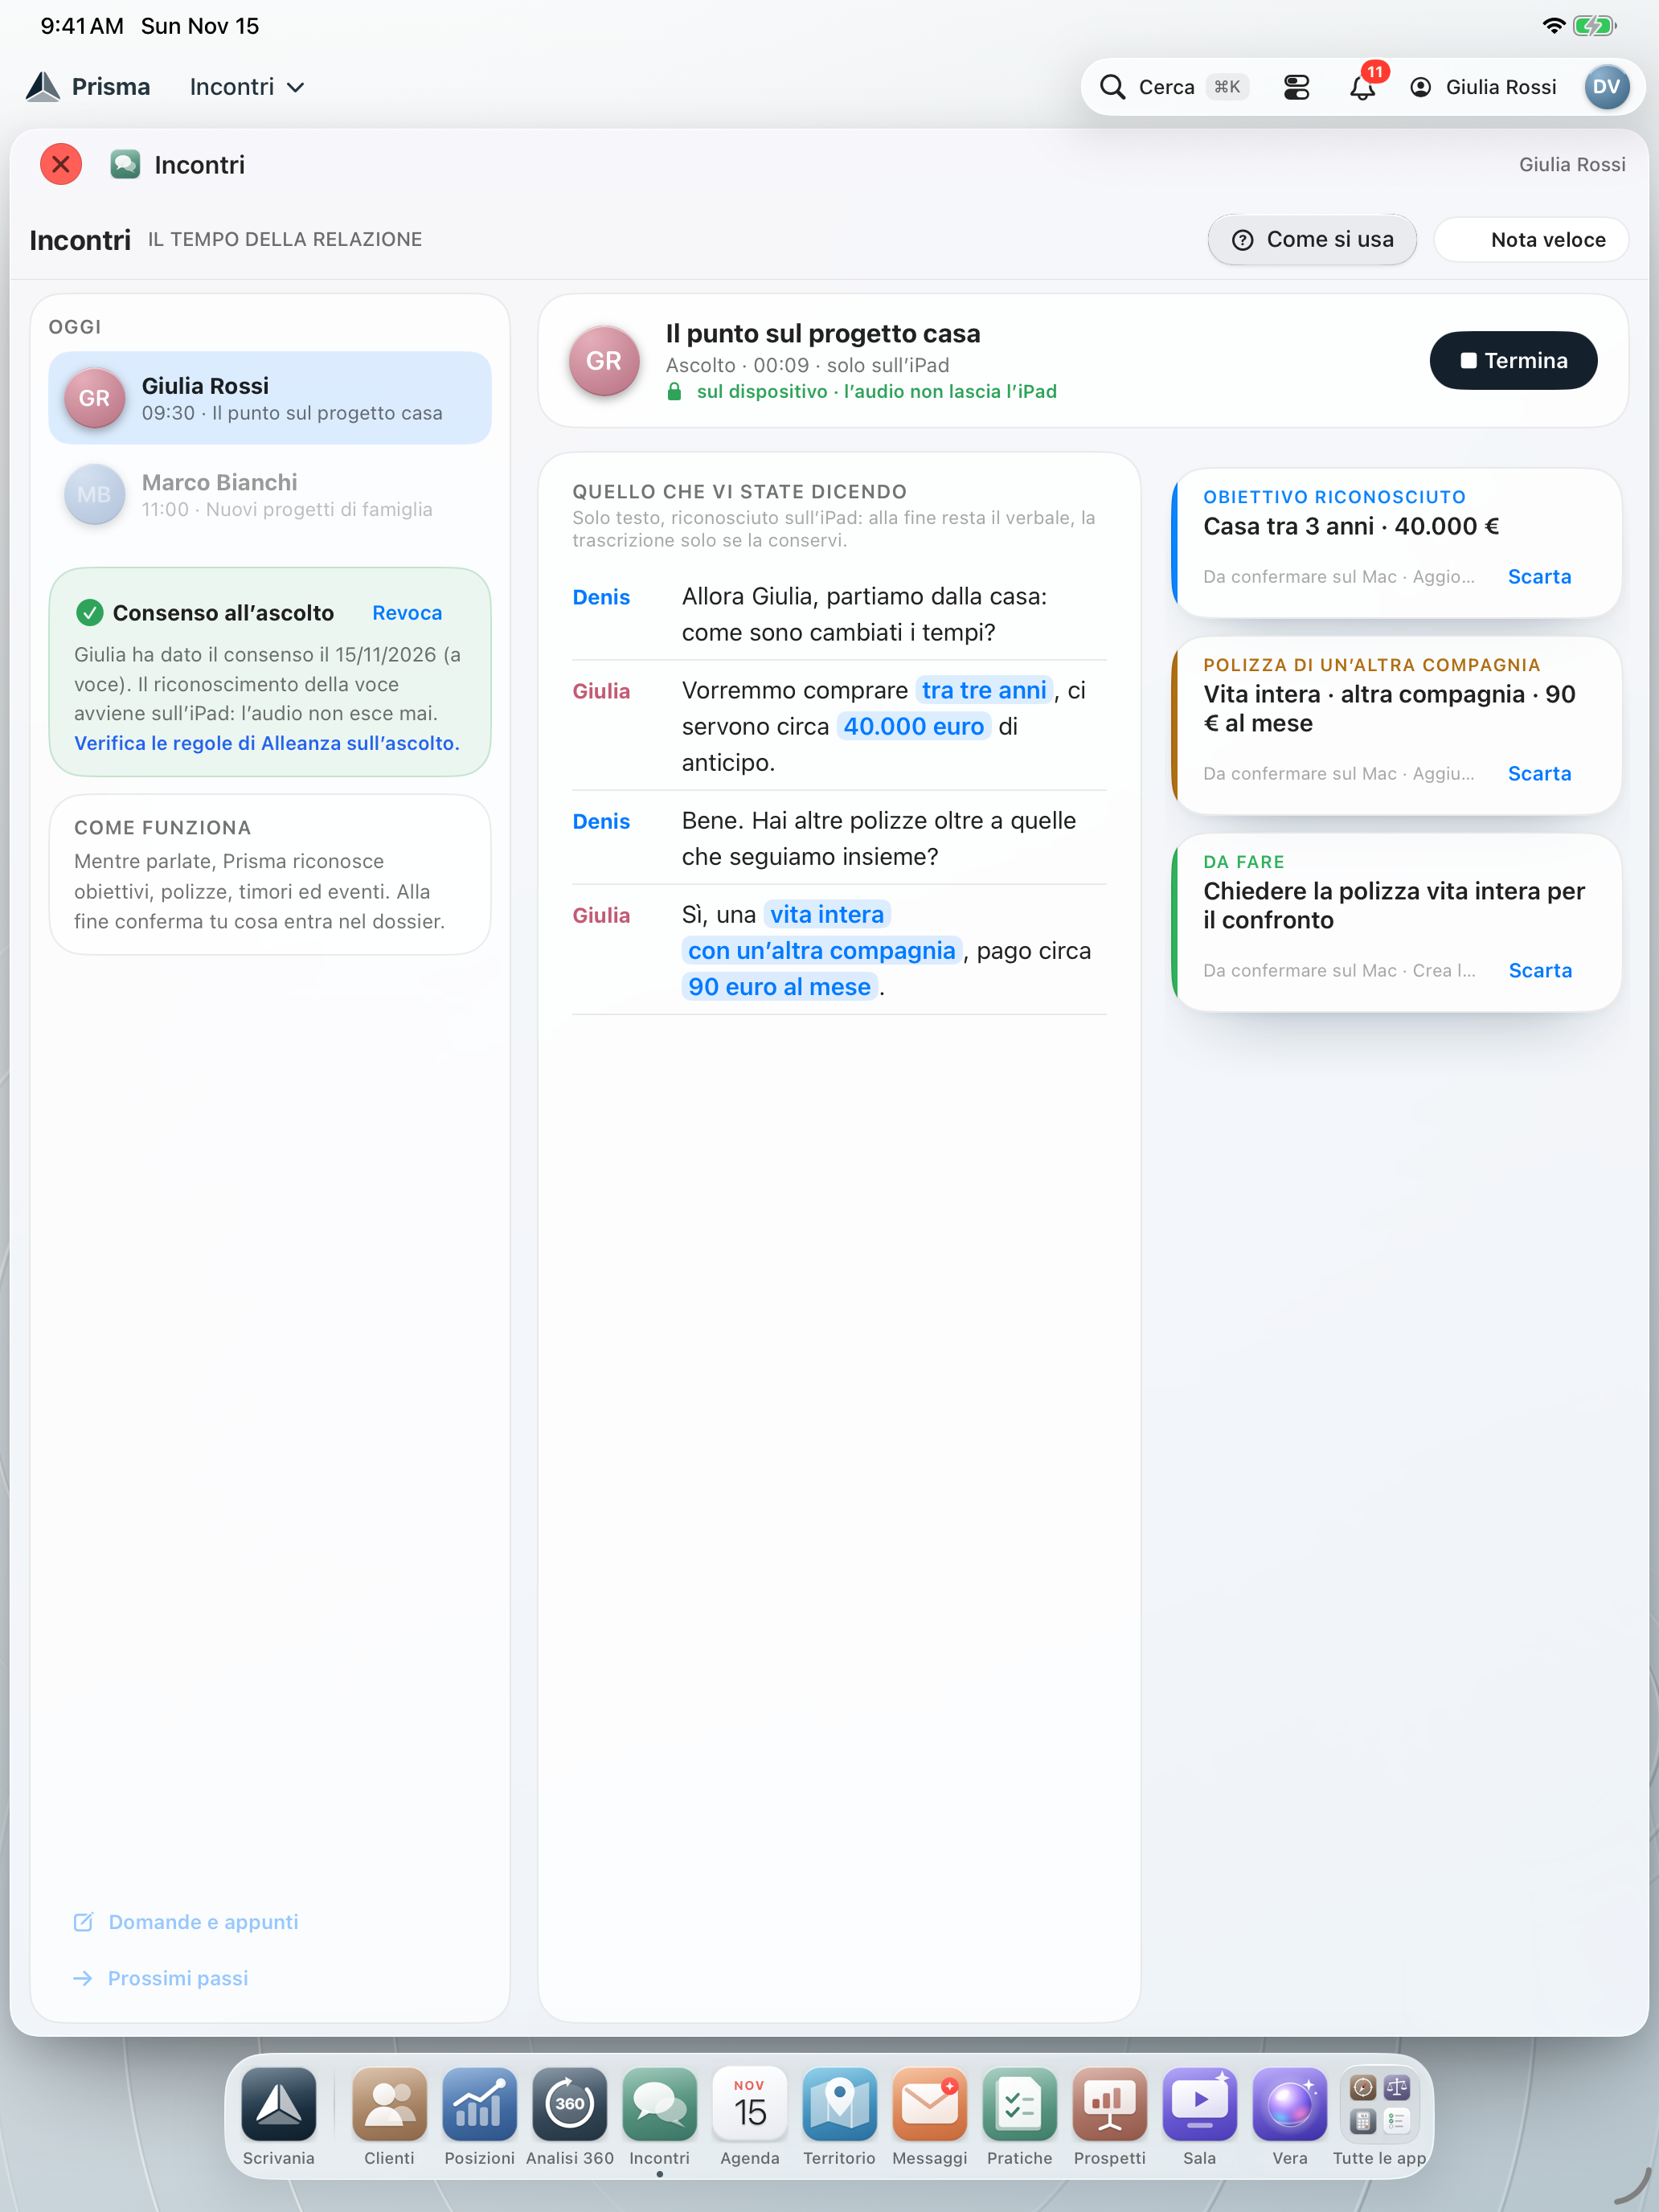 9:41 AM Sun Nov 15
Prisma Incontri
Cerca ⌘K 11 Giulia Rossi DV
Incontri
Giulia Rossi
Incontri IL TEMPO DELLA RELAZIONE
Come si usa
Nota veloce
OGGI
GR
Giulia Rossi
09:30 · Il punto sul progetto casa
MB
Marco Bianchi
11:00 · Nuovi progetti di famiglia
Consenso all’ascolto Revoca
Giulia ha dato il consenso il 15/11/2026 (a
voce). Il riconoscimento della voce
avviene sull’iPad: l’audio non esce mai.
Verifica le regole di Alleanza sull’ascolto.
COME FUNZIONA
Mentre parlate, Prisma riconosce
obiettivi, polizze, timori ed eventi. Alla
fine conferma tu cosa entra nel dossier.
Domande e appunti
Prossimi passi
GR
Il punto sul progetto casa
Ascolto · 00:09 · solo sull’iPad
sul dispositivo · l’audio non lascia l’iPad
Termina
QUELLO CHE VI STATE DICENDO
Solo testo, riconosciuto sull’iPad: alla fine resta il verbale, la
trascrizione solo se la conservi.
Denis Allora Giulia, partiamo dalla casa:
come sono cambiati i tempi?
Giulia Vorremmo comprare tra tre anni, ci
servono circa 40.000 euro di
anticipo.
Denis Bene. Hai altre polizze oltre a quelle
che seguiamo insieme?
Giulia Sì, una vita intera
con un’altra compagnia, pago circa
90 euro al mese.
OBIETTIVO RICONOSCIUTO
Casa tra 3 anni · 40.000 €
Da confermare sul Mac · Aggio... Scarta
POLIZZA DI UN’ALTRA COMPAGNIA
Vita intera · altra compagnia · 90
€ al mese
Da confermare sul Mac · Aggiu... Scarta
DA FARE
Chiedere la polizza vita intera per
il confronto
Da confermare sul Mac · Crea l... Scarta
360
NOV
15
Scrivania Clienti Posizioni Analisi 360 Incontri Agenda Territorio Messaggi Pratiche Prospetti Sala Vera Tutte le app